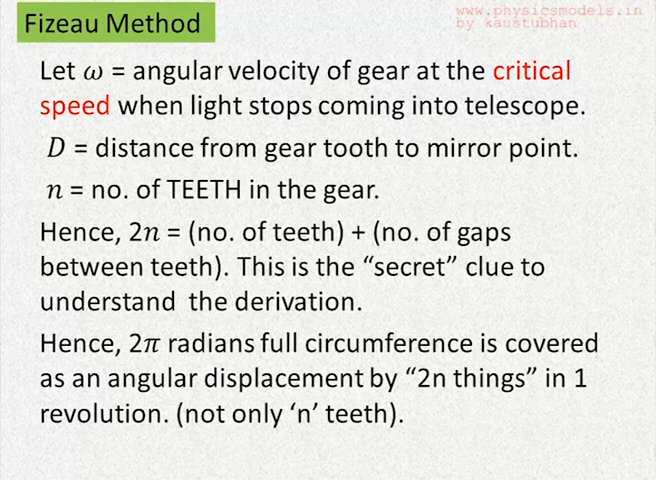 www.physicsmodels.in
by kaustubhan
Fizeau Method
Let ω = angular velocity of gear at the critical
speed when light stops coming into telescope.
D = distance from gear tooth to mirror point.
n = no. of TEETH in the gear.
Hence, 2n = (no. of teeth) + (no. of gaps
between teeth). This is the “secret” clue to
understand the derivation.
Hence, 2π radians full circumference is covered
as an angular displacement by “2n things” in 1
revolution. (not only ‘n’ teeth).